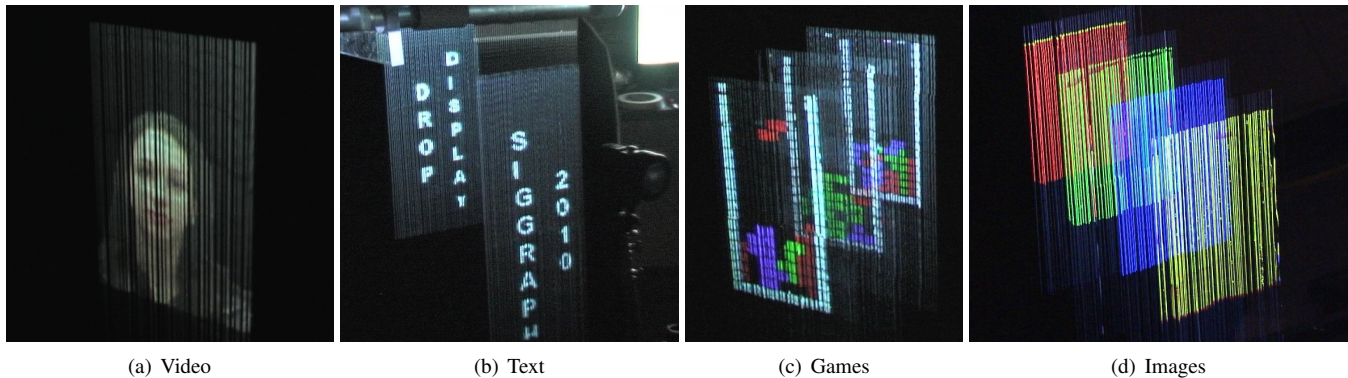 DROP
DISPLAY
SIGGRAPH
2010
(a) Video
(b) Text
(c) Games
(d) Images